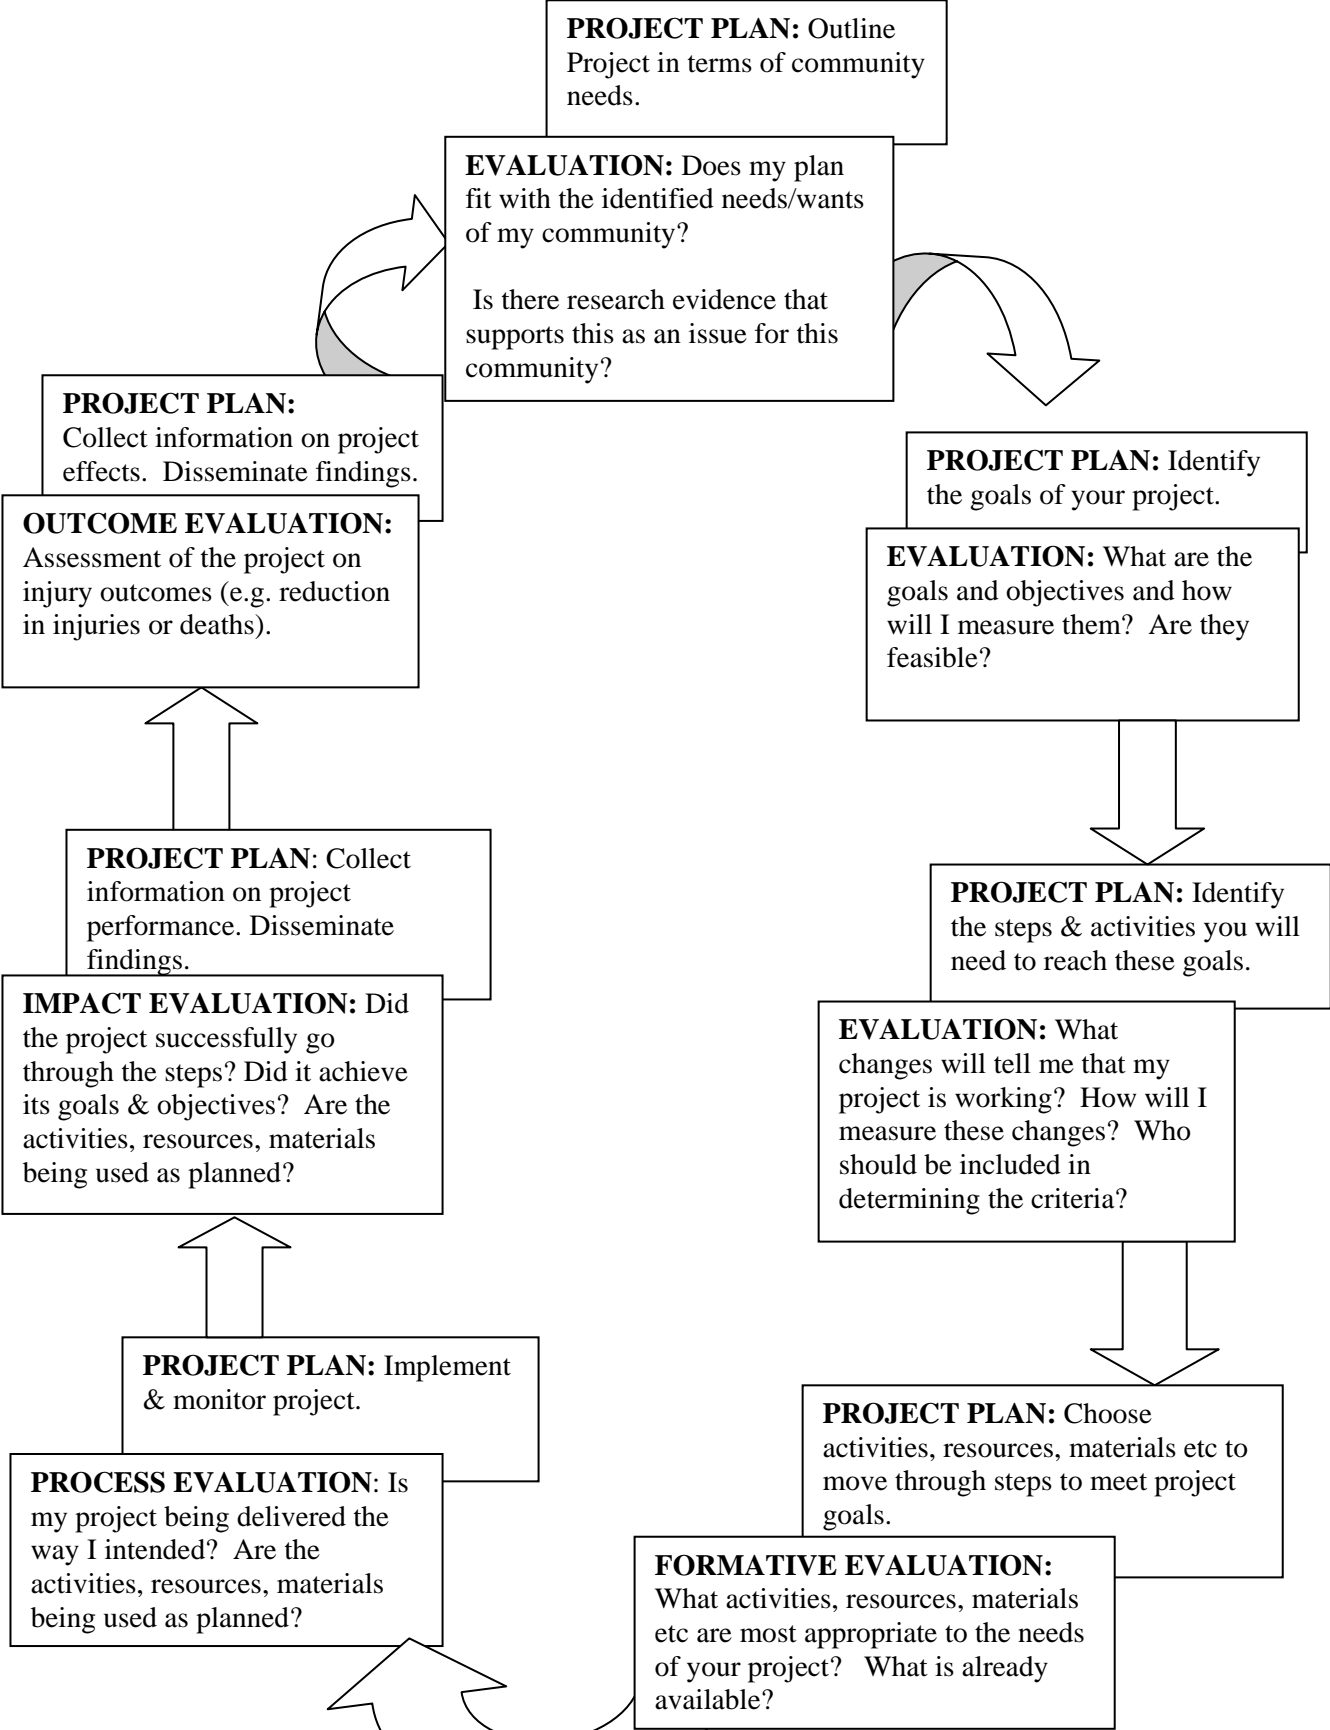 PROJECT PLAN: Outline
Project in terms of community
needs.
EVALUATION: Does my plan
fit with the identified needs/wants
of my community?
Is there research evidence that
supports this as an issue for this
community?
PROJECT PLAN: Identify
the goals of your project.
EVALUATION: What are the
goals and objectives and how
will I measure them? Are they
feasible?
PROJECT PLAN: Identify
the steps & activities you will
need to reach these goals.
EVALUATION: What
changes will tell me that my
project is working? How will I
measure these changes? Who
should be included in
determining the criteria?
PROJECT PLAN: Choose
activities, resources, materials etc to
move through steps to meet project
goals.
FORMATIVE EVALUATION:
What activities, resources, materials
etc are most appropriate to the needs
of your project? What is already
available?
PROJECT PLAN: Implement
& monitor project.
PROCESS EVALUATION: Is
my project being delivered the
way I intended? Are the
activities, resources, materials
being used as planned?
PROJECT PLAN: Collect
information on project
performance. Disseminate
findings.
IMPACT EVALUATION: Did
the project successfully go
through the steps? Did it achieve
its goals & objectives? Are the
activities, resources, materials
being used as planned?
PROJECT PLAN:
Collect information on project
effects. Disseminate findings.
OUTCOME EVALUATION:
Assessment of the project on
injury outcomes (e.g. reduction
in injuries or deaths).